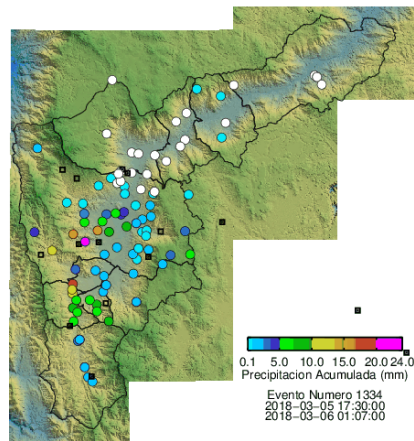 0.1 5.0 10.0 15.0 20.0 24.0
Precipitacion Acumulada (mm)
Evento Numero 1334
2018-03-05 17:30:00
2018-03-06 01:07:00